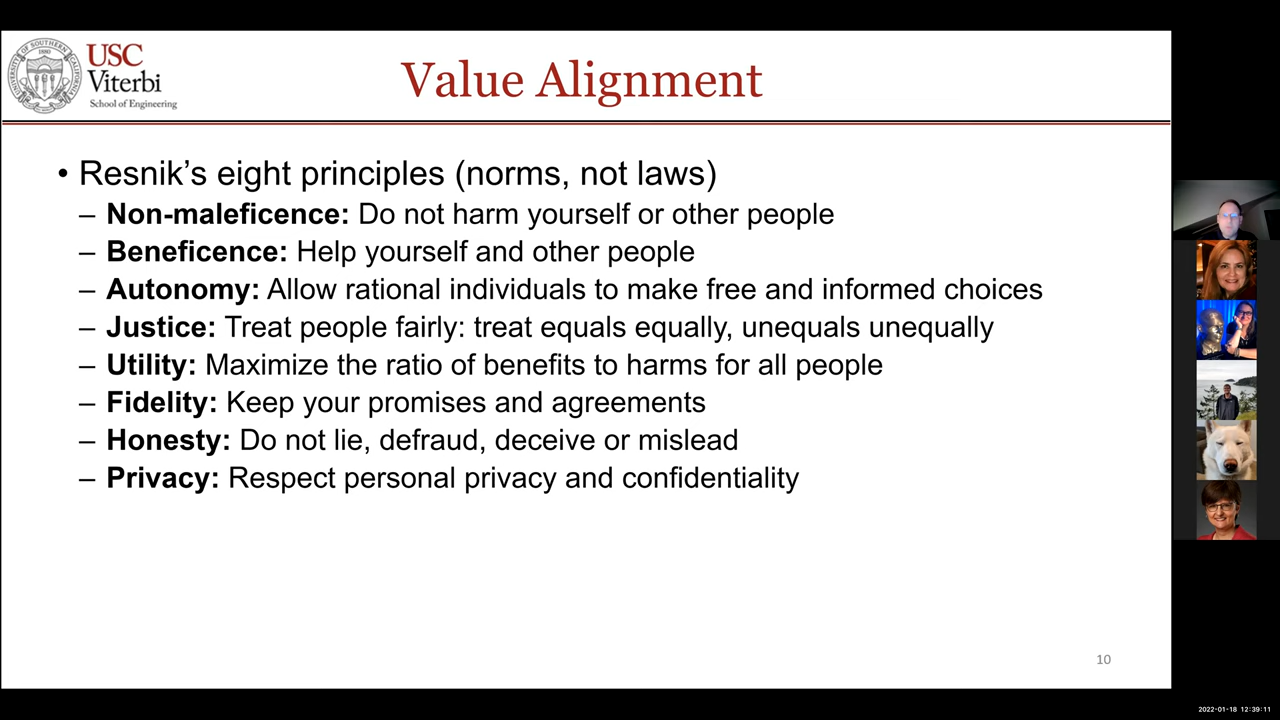 USC
Viterbi
School of Engineering
Value Alignment
• Resnik's eight principles (norms, not laws)
– Non-maleficence: Do not harm yourself or other people
– Beneficence: Help yourself and other people
– Autonomy: Allow rational individuals to make free and informed choices
– Justice: Treat people fairly: treat equals equally, unequals unequally
– Utility: Maximize the ratio of benefits to harms for all people
– Fidelity: Keep your promises and agreements
– Honesty: Do not lie, defraud, deceive or mislead
– Privacy: Respect personal privacy and confidentiality
10
2022-01-18 12:39:11